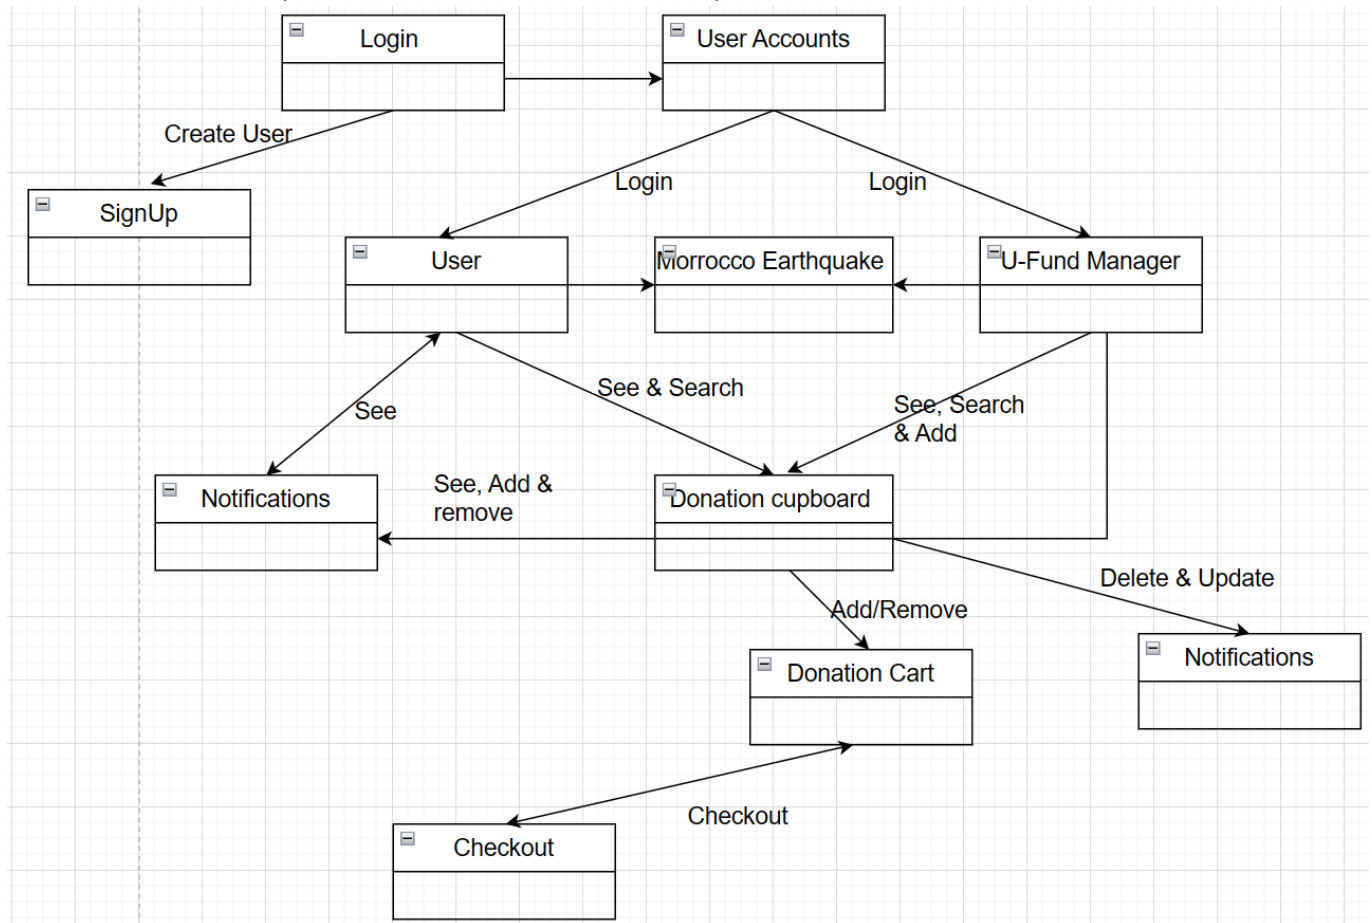 Login
User Accounts
Create User
SignUp
Login
Login
User
Morrocco Earthquake
U-Fund Manager
See & Search
See, Search
& Add
See
Notifications
See, Add &
remove
Donation cupboard
Delete & Update
Add/Remove
Donation Cart
Notifications
Checkout
Checkout